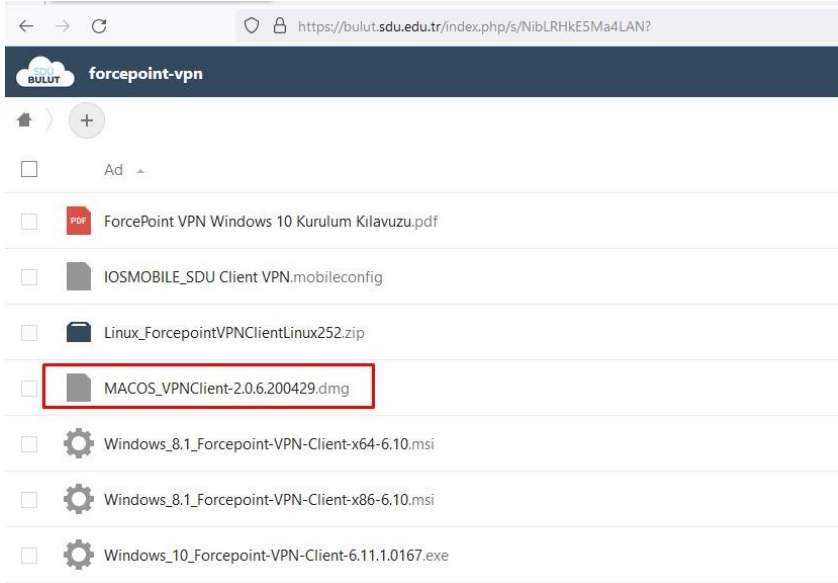 https://bulut.sdu.edu.tr/index.php/s/NibLRHkE5Ma4LAN?
SDÜ
BULUT
forcepoint-vpn
+
Ad
PDF
ForcePoint VPN Windows 10 Kurulum Kılavuzu.pdf
IOSMOBILE_SDU Client VPN.mobileconfig
Linux_ForcepointVPNClientLinux252.zip
MACOS_VPNClient-2.0.6.200429.dmg
Windows_8.1_Forcepoint-VPN-Client-x64-6.10.msi
Windows_8.1_Forcepoint-VPN-Client-x86-6.10.msi
Windows_10_Forcepoint-VPN-Client-6.11.1.0167.exe